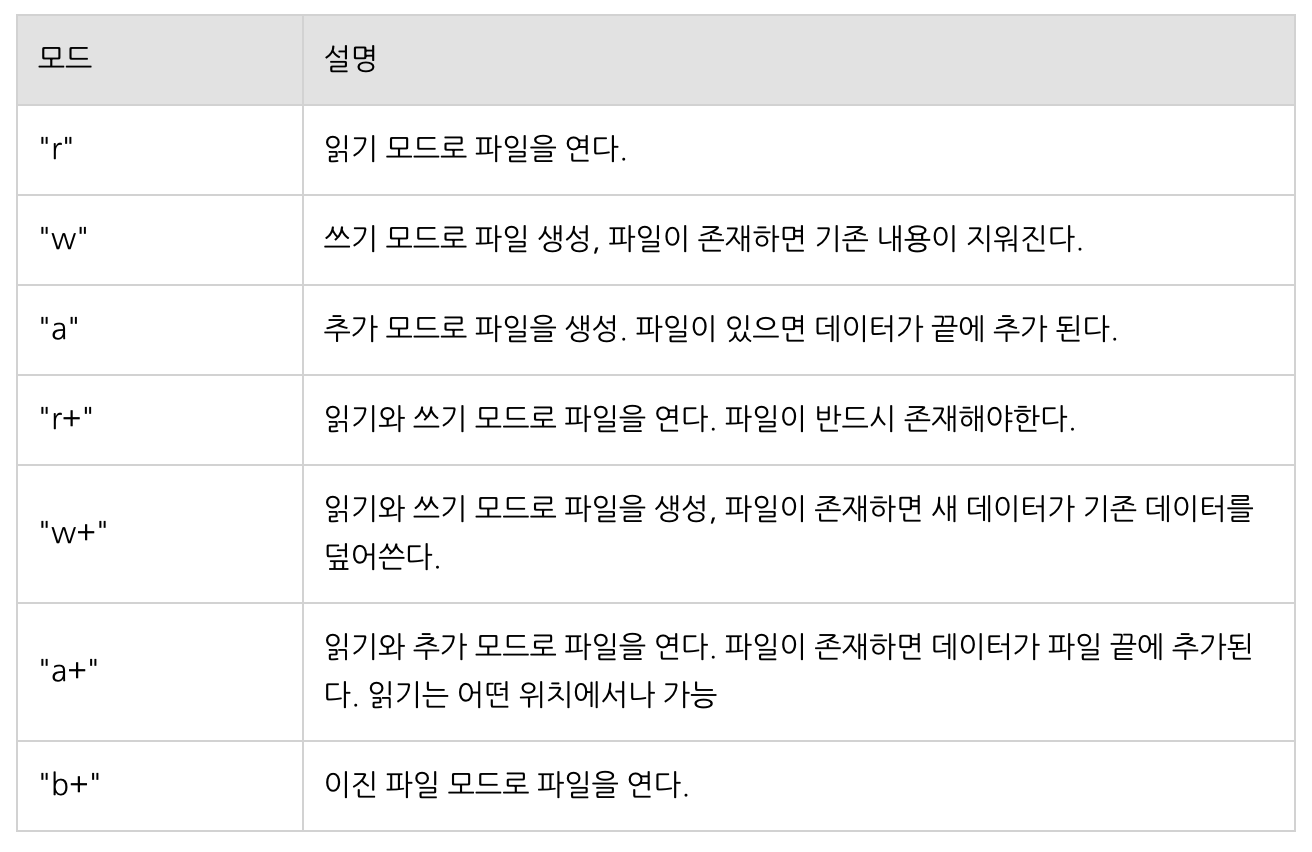 모드 설명
"r" 읽기 모드로 파일을 연다.
"w" 쓰기 모드로 파일 생성, 파일이 존재하면 기존 내용이 지워진다.
"a" 추가 모드로 파일을 생성. 파일이 있으면 데이터가 끝에 추가 된다.
"r+" 읽기와 쓰기 모드로 파일을 연다. 파일이 반드시 존재해야한다.
"w+" 읽기와 쓰기 모드로 파일을 생성, 파일이 존재하면 새 데이터가 기존 데이터를
덮어쓴다.
"a+" 읽기와 추가 모드로 파일을 연다. 파일이 존재하면 데이터가 파일 끝에 추가된
다. 읽기는 어떤 위치에서나 가능
"b+" 이진 파일 모드로 파일을 연다.